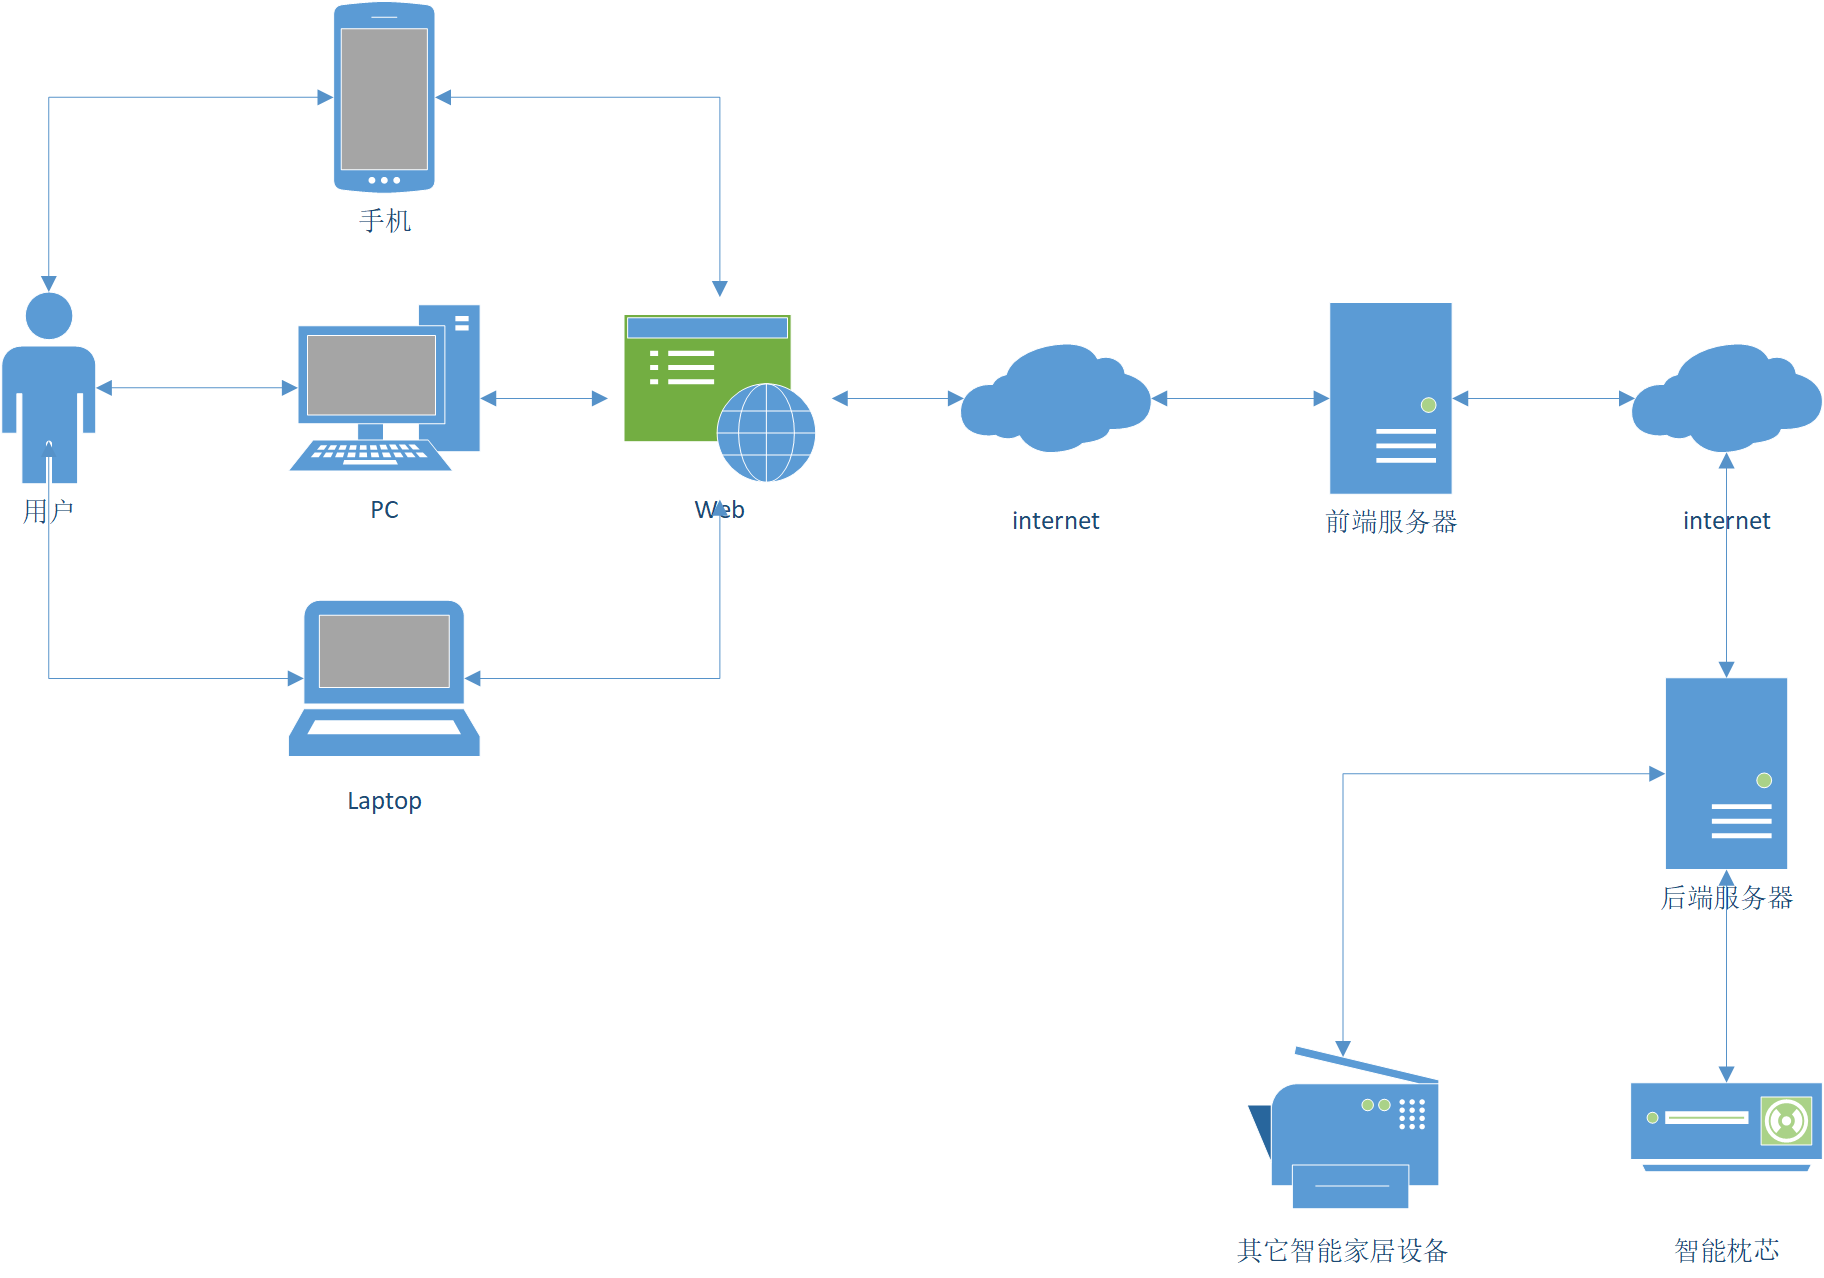 手机
用户
PC
Web
internet
前端服务器
internet
Laptop
后端服务器
其它智能家居设备
智能枕芯